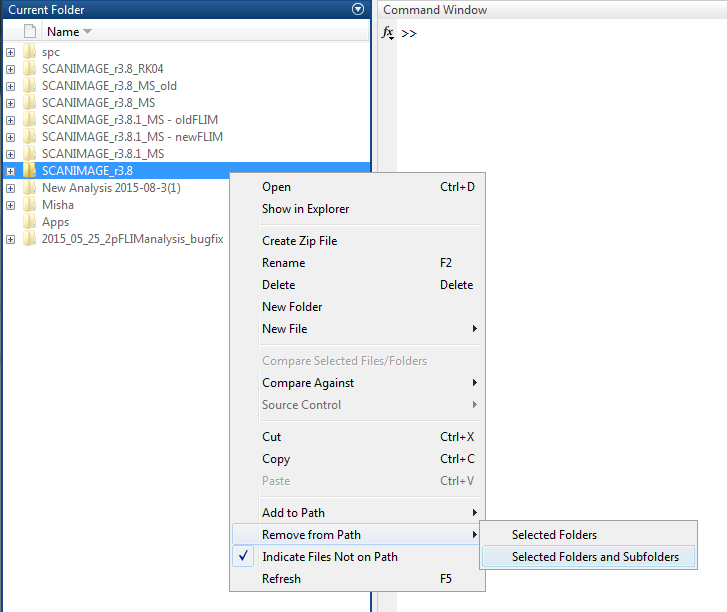 Current Folder
Command Window
Name
fx >>
spc
SCANIMAGE_r3.8_RK04
SCANIMAGE_r3.8_MS_old
SCANIMAGE_r3.8_MS
SCANIMAGE_r3.8.1_MS - oldFLIM
SCANIMAGE_r3.8.1_MS - newFLIM
SCANIMAGE_r3.8.1_MS
SCANIMAGE_r3.8
New Analysis 2015-08-3(1)
Misha
Apps
2015_05_25_2pFLIManalysis_bugfix
Open Ctrl+D
Show in Explorer
Create Zip File
Rename F2
Delete Delete
New Folder
New File
Compare Selected Files/Folders
Compare Against
Source Control
Cut Ctrl+X
Copy Ctrl+C
Paste Ctrl+V
Add to Path
Remove from Path
Indicate Files Not on Path
Refresh F5
Selected Folders
Selected Folders and Subfolders